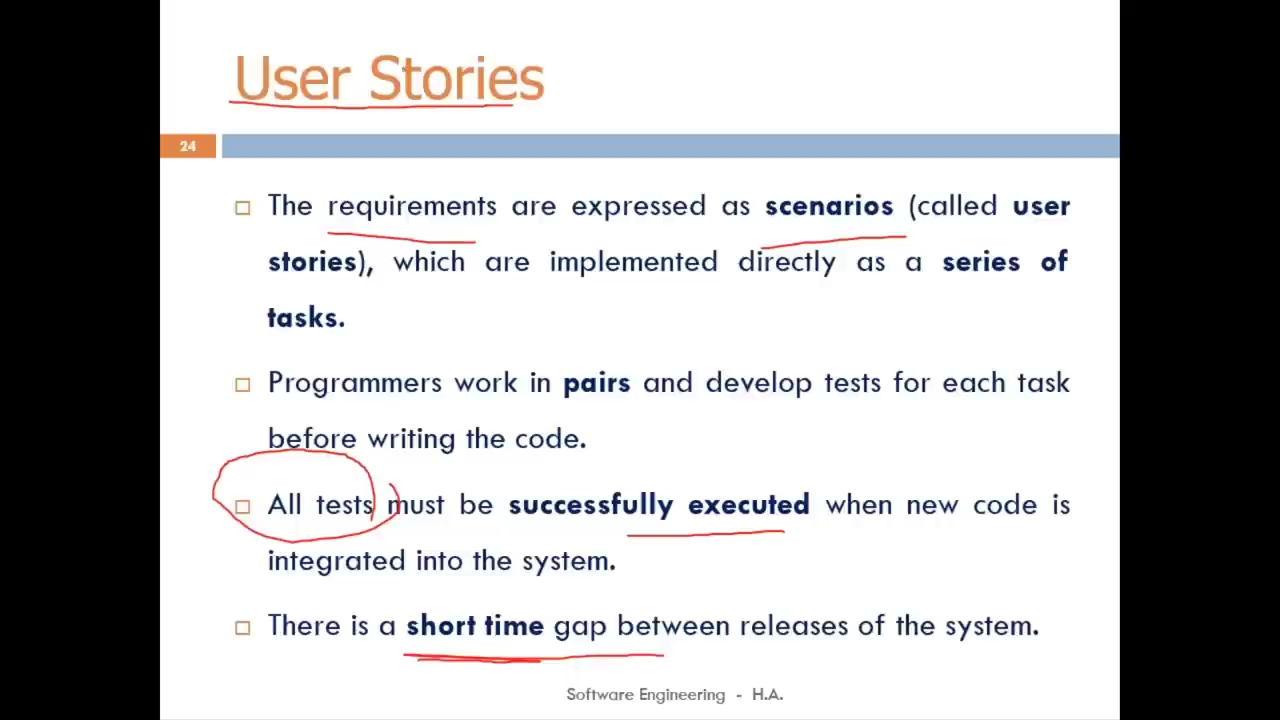 User Stories
24
The requirements are expressed as scenarios (called user
stories), which are implemented directly as a series of
tasks.
Programmers work in pairs and develop tests for each task
before writing the code.
All tests must be successfully executed when new code is
integrated into the system.
There is a short time gap between releases of the system.
Software Engineering - H.A.